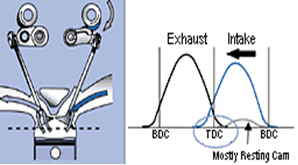 Exhaust Intake
BDC TDC BDC
Mostly Resting Cam